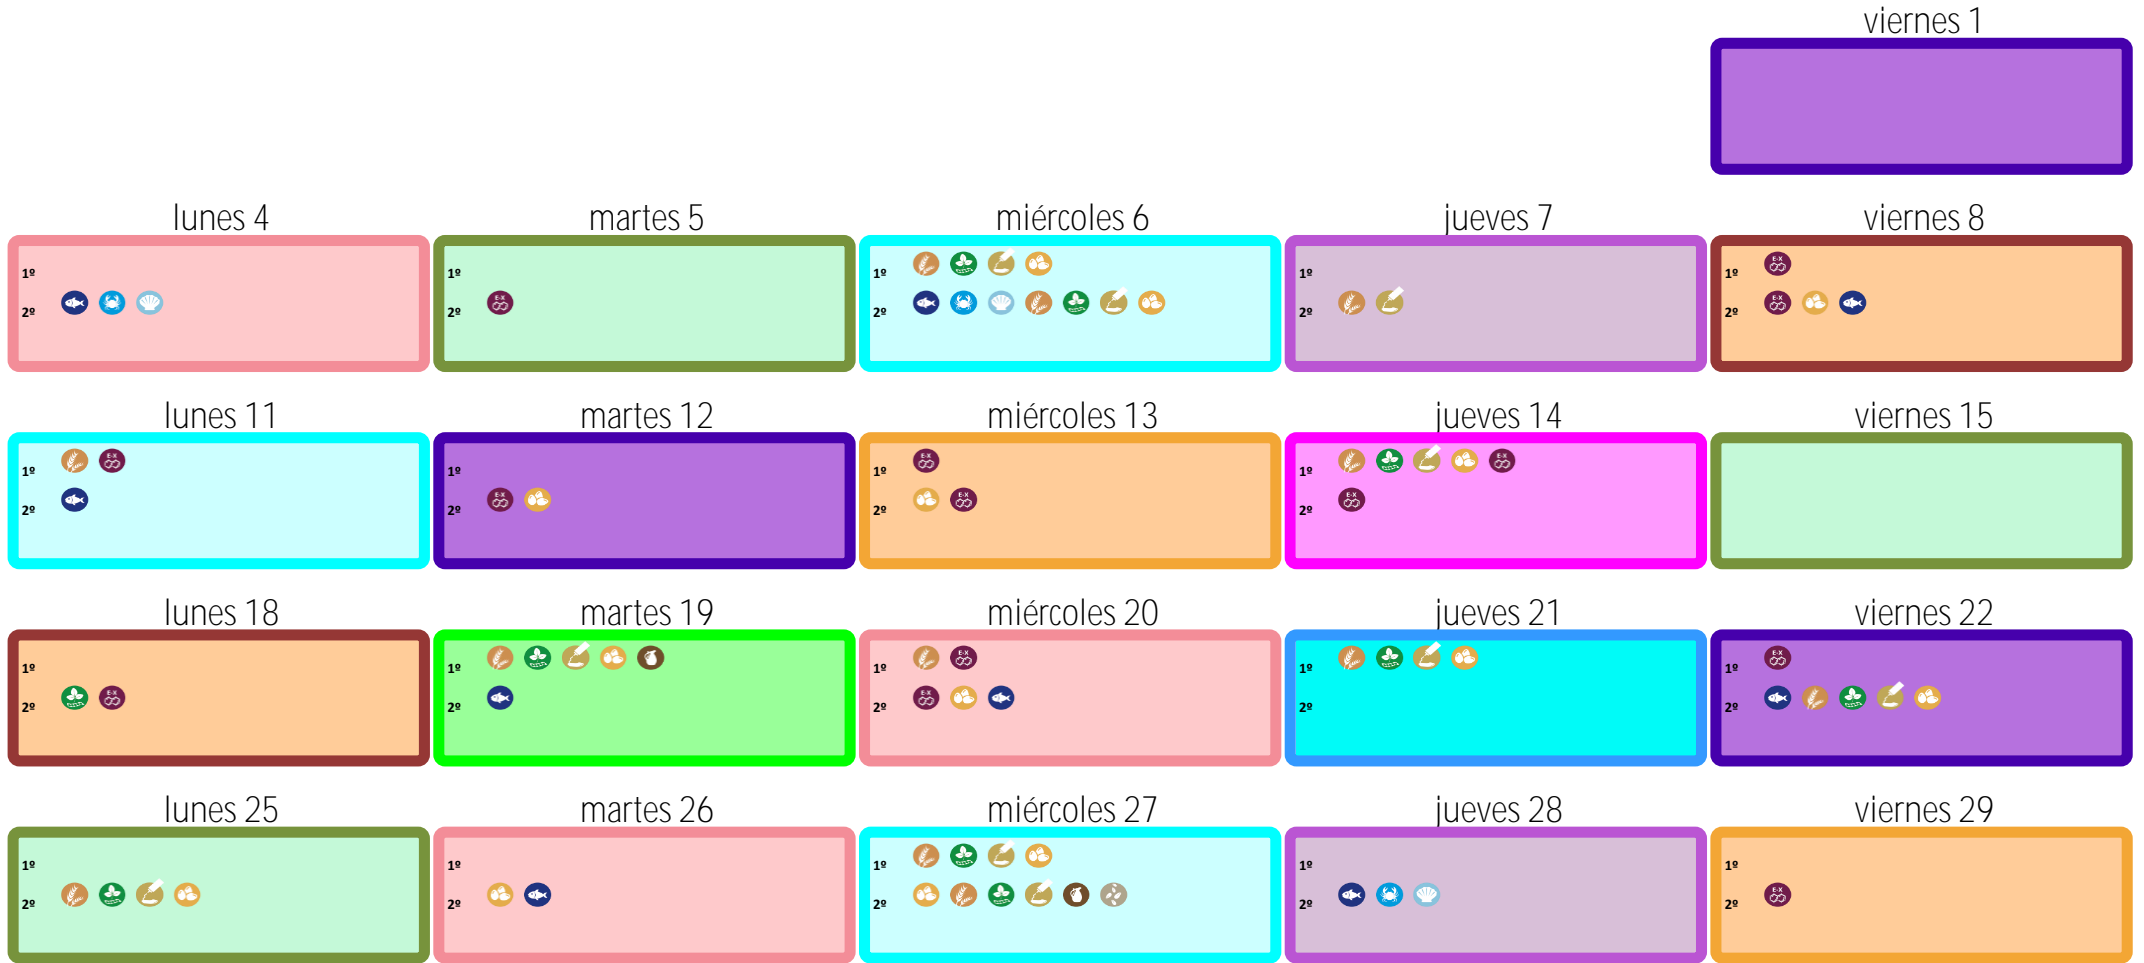 viernes 1
lunes 4 martes 5 miércoles 6 jueves 7 viernes 8
1º 1º 1º 1º 1º E-X
2º 2º E-X 2º 2º 2º E-X
lunes 11 martes 12 miércoles 13 jueves 14 viernes 15
1º E-X 1º 1º E-X 1º E-X
2º 2º E-X 2º E-X 2º E-X
lunes 18 martes 19 miércoles 20 jueves 21 viernes 22
1º 1º 1º E-X 1º 1º E-X
2º E-X 2º 2º E-X 2º 2º
lunes 25 martes 26 miércoles 27 jueves 28 viernes 29
1º 1º 1º 1º 1º
2º 2º 2º 2º 2º E-X